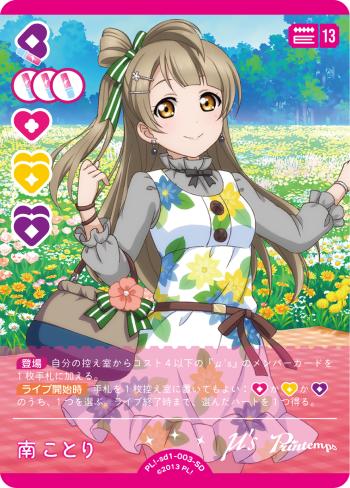 13
登場 自分の控え室からコスト4以下の『μ's』のメンバーカードを
1枚手札に加える。
ライブ開始時 手札を1枚控え室に置いてもよい:か か
のうち、1つを選ぶ。ライブ終了時まで、選んだハートを1つ得る。
南 ことり
μ's Printemps
PL!-sd1-003-SD
©2013 PL!